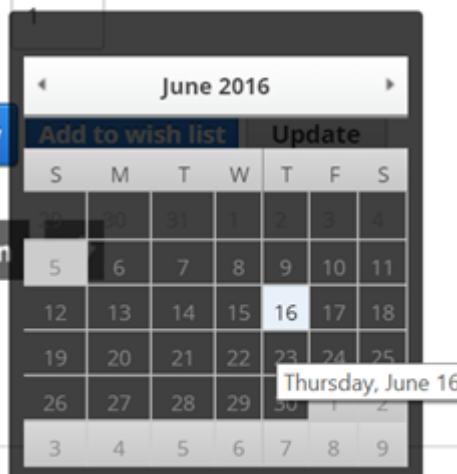 1
June 2016
Add to wish list Update
S M T W T F S
29 30 31 1 2 3 4
5 6 7 8 9 10 11
12 13 14 15 16 17 18
19 20 21 22 23 24 25
Thursday, June 16
26 27 28 29 30 1 2
3 4 5 6 7 8 9